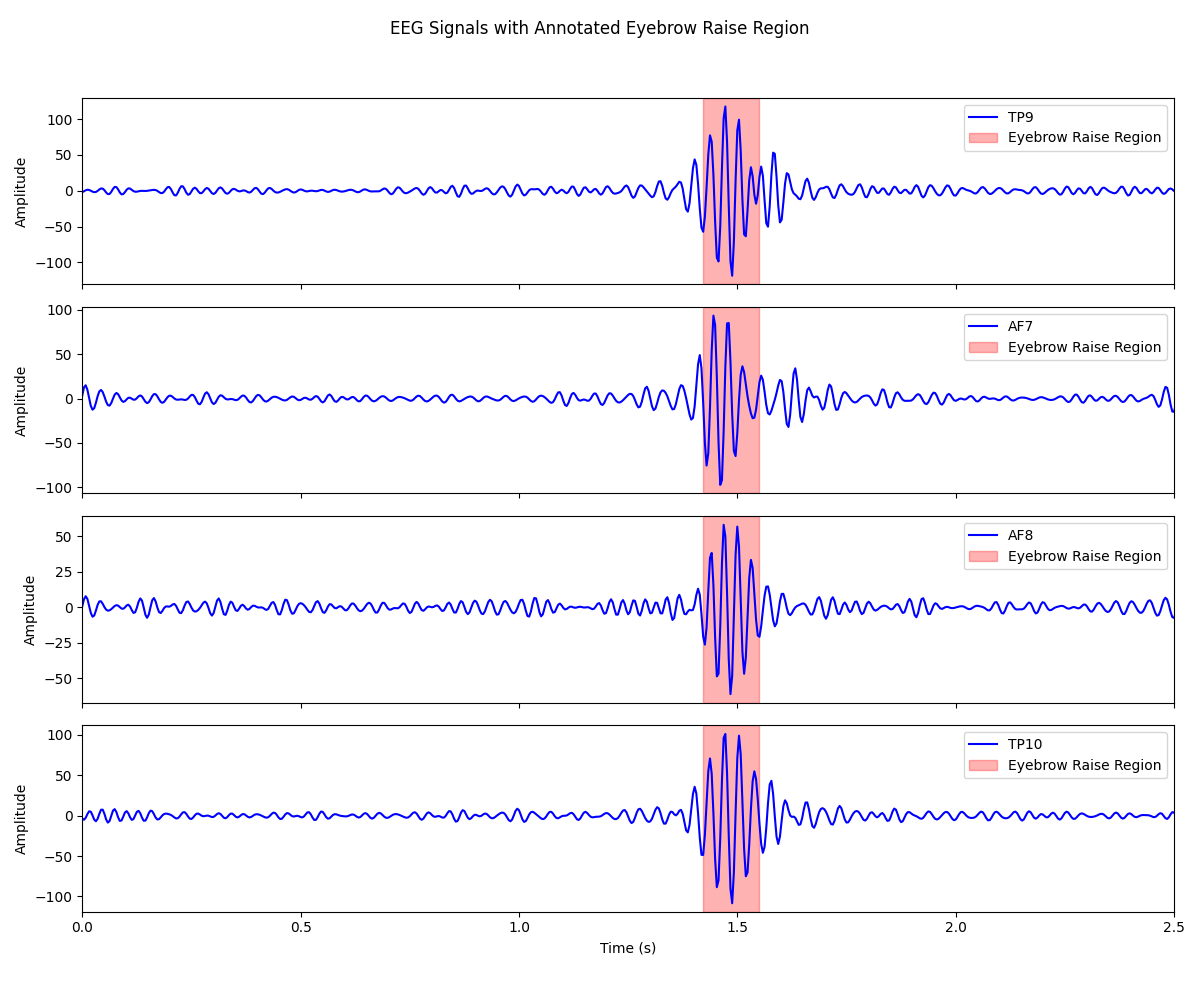 EEG Signals with Annotated Eyebrow Raise Region
100
50
0
−50
−100
Amplitude
TP9
Eyebrow Raise Region
100
50
0
−50
−100
Amplitude
AF7
Eyebrow Raise Region
50
25
0
−25
−50
Amplitude
AF8
Eyebrow Raise Region
100
50
0
−50
−100
Amplitude
TP10
Eyebrow Raise Region
0.0 0.5 1.0 1.5 2.0 2.5
Time (s)